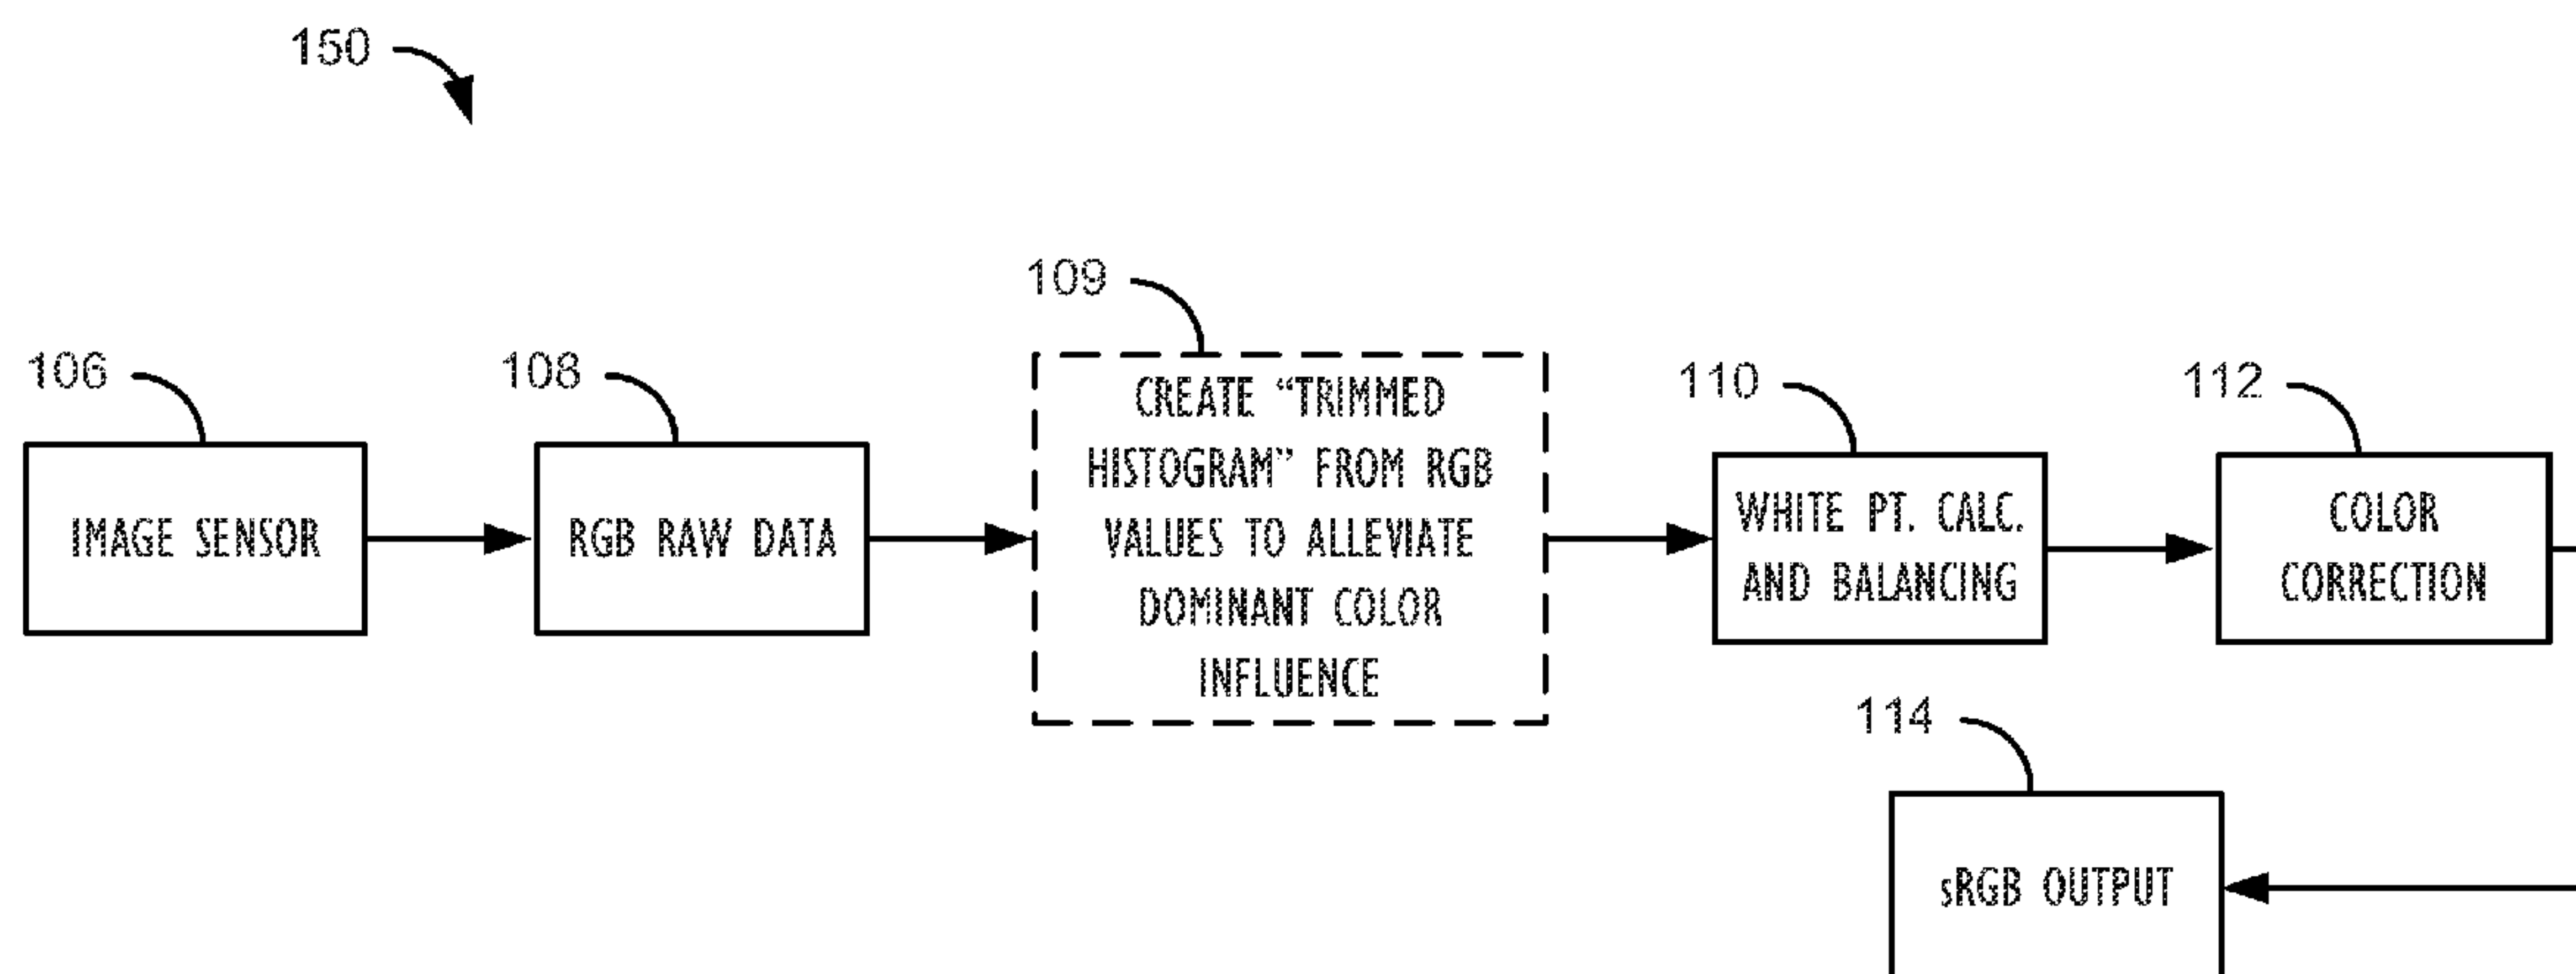 150
109
106
108
110
112
CREATE “TRIMMED
HISTOGRAM” FROM RGB
VALUES TO ALLEVIATE
DOMINANT COLOR
INFLUENCE
IMAGE SENSOR
RGB RAW DATA
WHITE PT. CALC.
AND BALANCING
COLOR
CORRECTION
114
sRGB OUTPUT